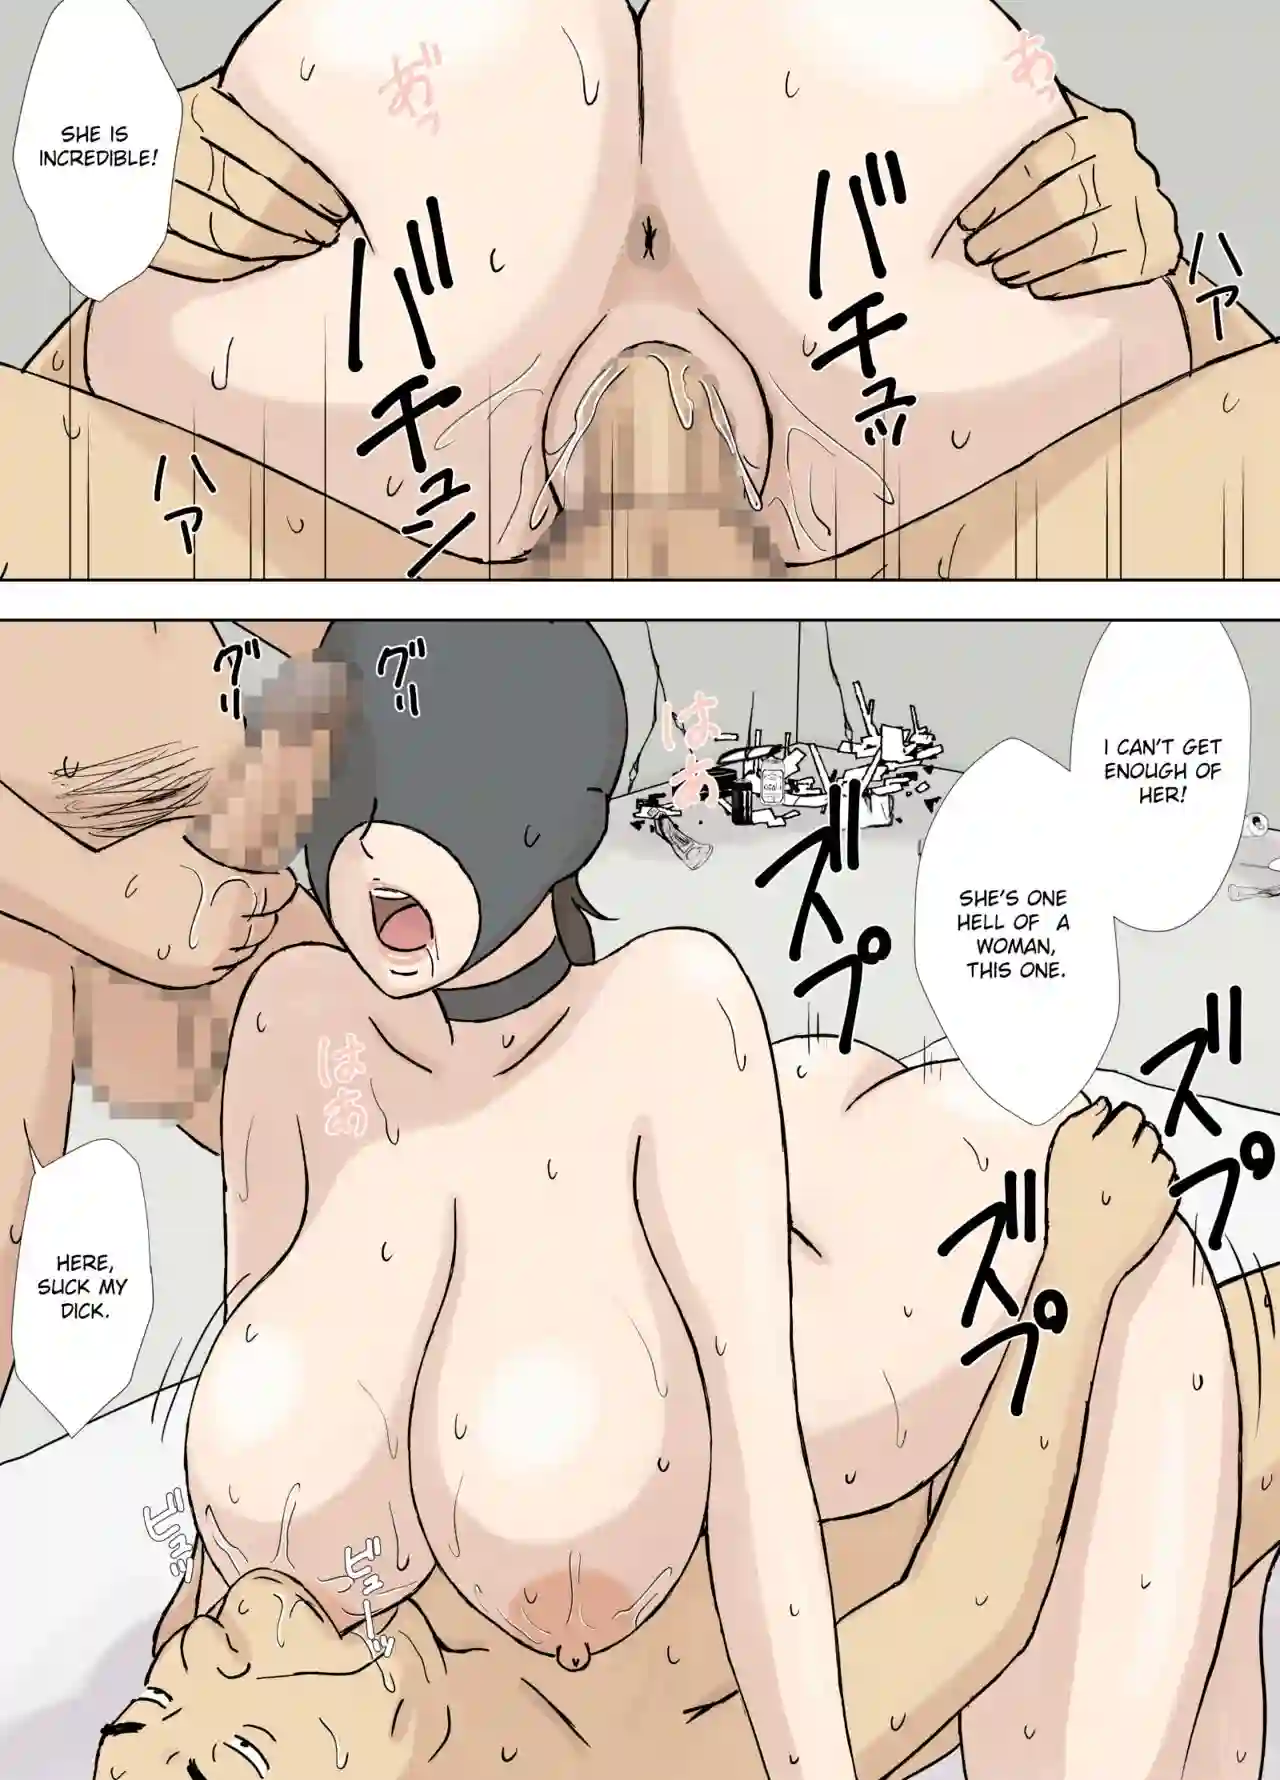 SHE IS
INCREDIBLE!
あ゛っ
あ゛っ
バチュッ
バチュン
ハァ
ハァ
グリ
グリ
はぁ
I CAN'T GET
ENOUGH OF
HER!
SHE'S ONE
HELL OF A
WOMAN,
THIS ONE.
ズプ
ズプ
ズプ
はぁ
HERE,
SUCK MY
DICK.
ビュッ
ビューッ